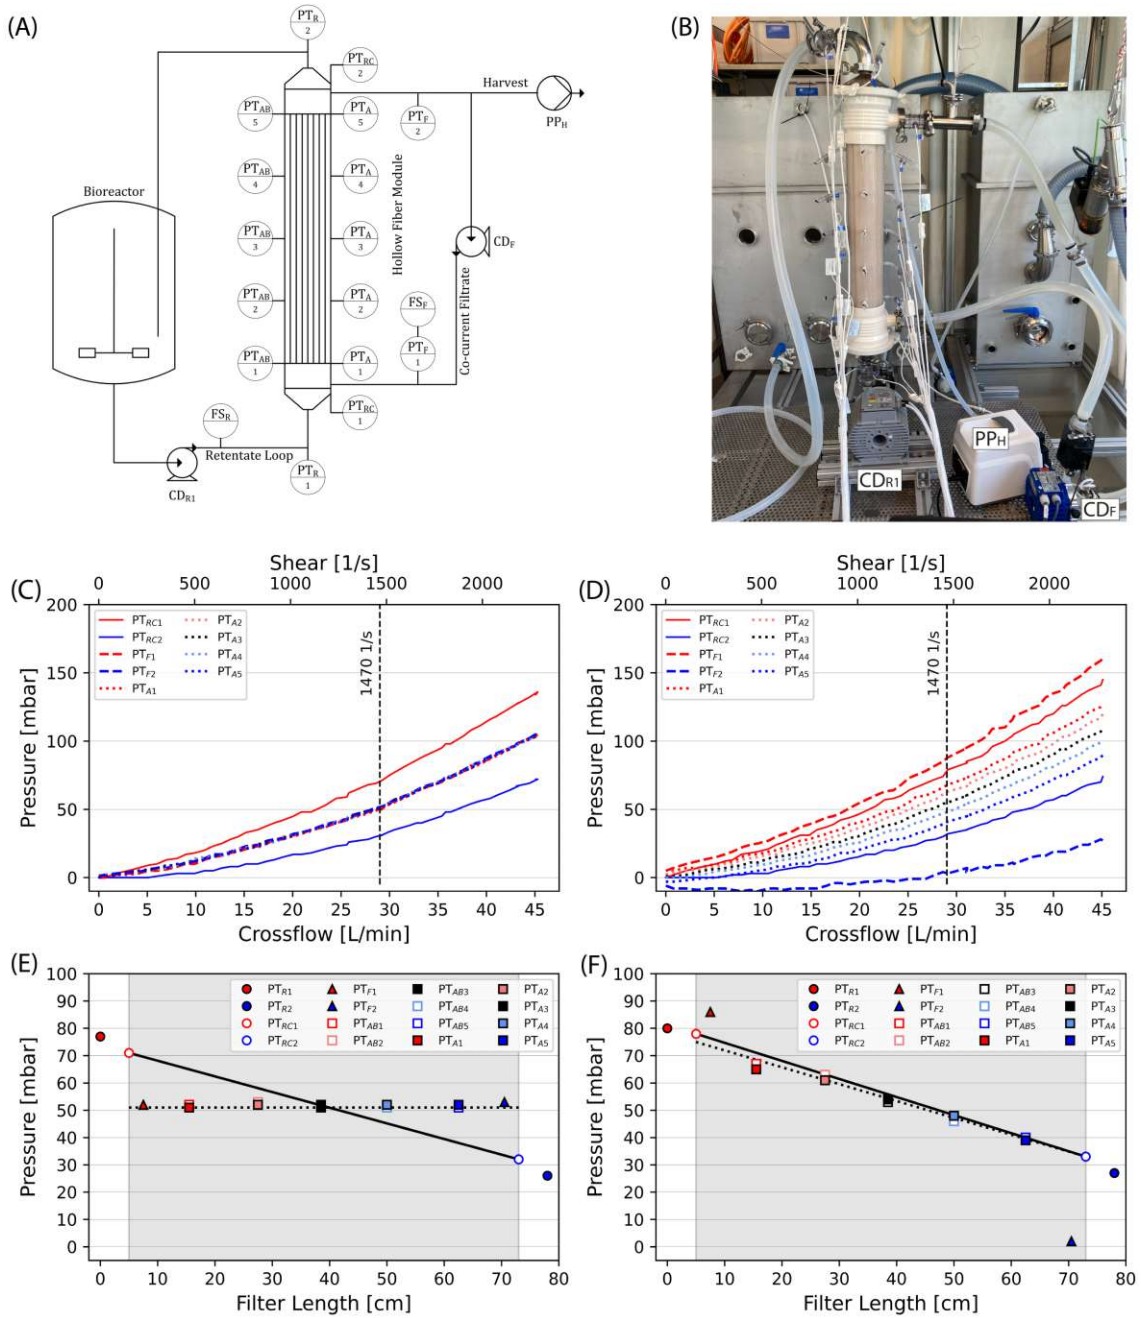 (A)
PT_R
2
PT_RC
2
Harvest
PP_H
PT_AB
5
PT_A
5
PT_F
2
PT_AB
4
PT_A
4
Bioreactor
PT_AB
3
PT_A
3
Hollow Fiber Module
CD_F
PT_AB
2
PT_A
2
FS_F
PT_AB
1
PT_A
1
PT_F
1
Co-current Filtrate
PT_RC
1
FS_R
Retentate Loop
PT_R
1
CD_R1
(B)
PP_H
CD_R1
CD_F
(C)
Shear [1/s]
0 500 1000 1500 2000
200
150
100
50
0
Pressure [mbar]
PT_RC1 PT_A2
PT_RC2 PT_A3
PT_F1 PT_A4
PT_F2 PT_A5
PT_A1
1470 1/s
0 5 10 15 20 25 30 35 40 45
Crossflow [L/min]
(D)
Shear [1/s]
0 500 1000 1500 2000
200
150
100
50
0
Pressure [mbar]
PT_RC1 PT_A2
PT_RC2 PT_A3
PT_F1 PT_A4
PT_F2 PT_A5
PT_A1
1470 1/s
0 5 10 15 20 25 30 35 40 45
Crossflow [L/min]
(E)
100
90
80
70
60
50
40
30
20
10
0
Pressure [mbar]
PT_R1 PT_F1 PT_AB3 PT_A2
PT_R2 PT_F2 PT_AB4 PT_A3
PT_RC1 PT_AB1 PT_AB5 PT_A4
PT_RC2 PT_AB2 PT_A1 PT_A5
0 10 20 30 40 50 60 70 80
Filter Length [cm]
(F)
100
90
80
70
60
50
40
30
20
10
0
Pressure [mbar]
PT_R1 PT_F1 PT_AB3 PT_A2
PT_R2 PT_F2 PT_AB4 PT_A3
PT_RC1 PT_AB1 PT_AB5 PT_A4
PT_RC2 PT_AB2 PT_A1 PT_A5
0 10 20 30 40 50 60 70 80
Filter Length [cm]